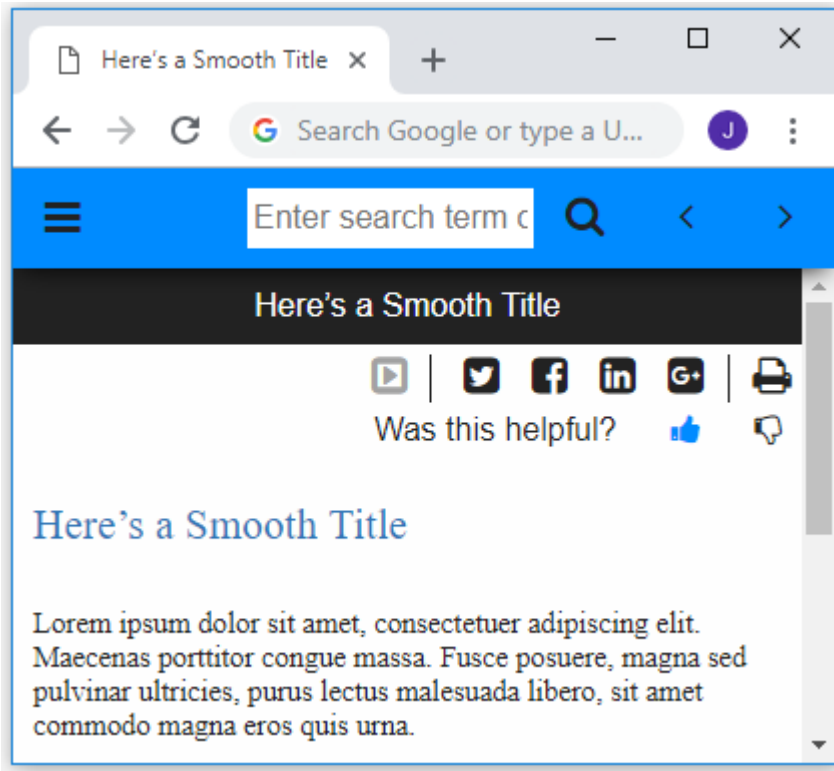 Here's a Smooth Title
Search Google or type a U...
J
Enter search term o
Here’s a Smooth Title
Was this helpful?
Here’s a Smooth Title
Lorem ipsum dolor sit amet, consectetuer adipiscing elit.
Maecenas porttitor congue massa. Fusce posuere, magna sed
pulvinar ultricies, purus lectus malesuada libero, sit amet
commodo magna eros quis urna.